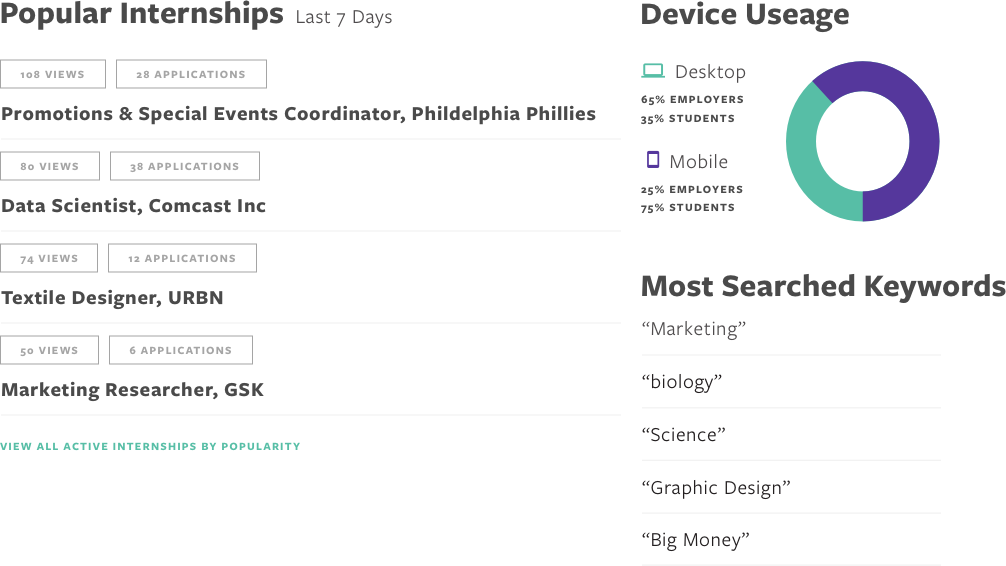 Popular Internships Last 7 Days
108 VIEWS 28 APPLICATIONS
Promotions & Special Events Coordinator, Phildelphia Phillies
80 VIEWS 38 APPLICATIONS
Data Scientist, Comcast Inc
74 VIEWS 12 APPLICATIONS
Textile Designer, URBN
50 VIEWS 6 APPLICATIONS
Marketing Researcher, GSK
VIEW ALL ACTIVE INTERNSHIPS BY POPULARITY
Device Useage
Desktop
65% EMPLOYERS
35% STUDENTS
Mobile
25% EMPLOYERS
75% STUDENTS
Most Searched Keywords
“Marketing”
“biology”
“Science”
“Graphic Design”
“Big Money”